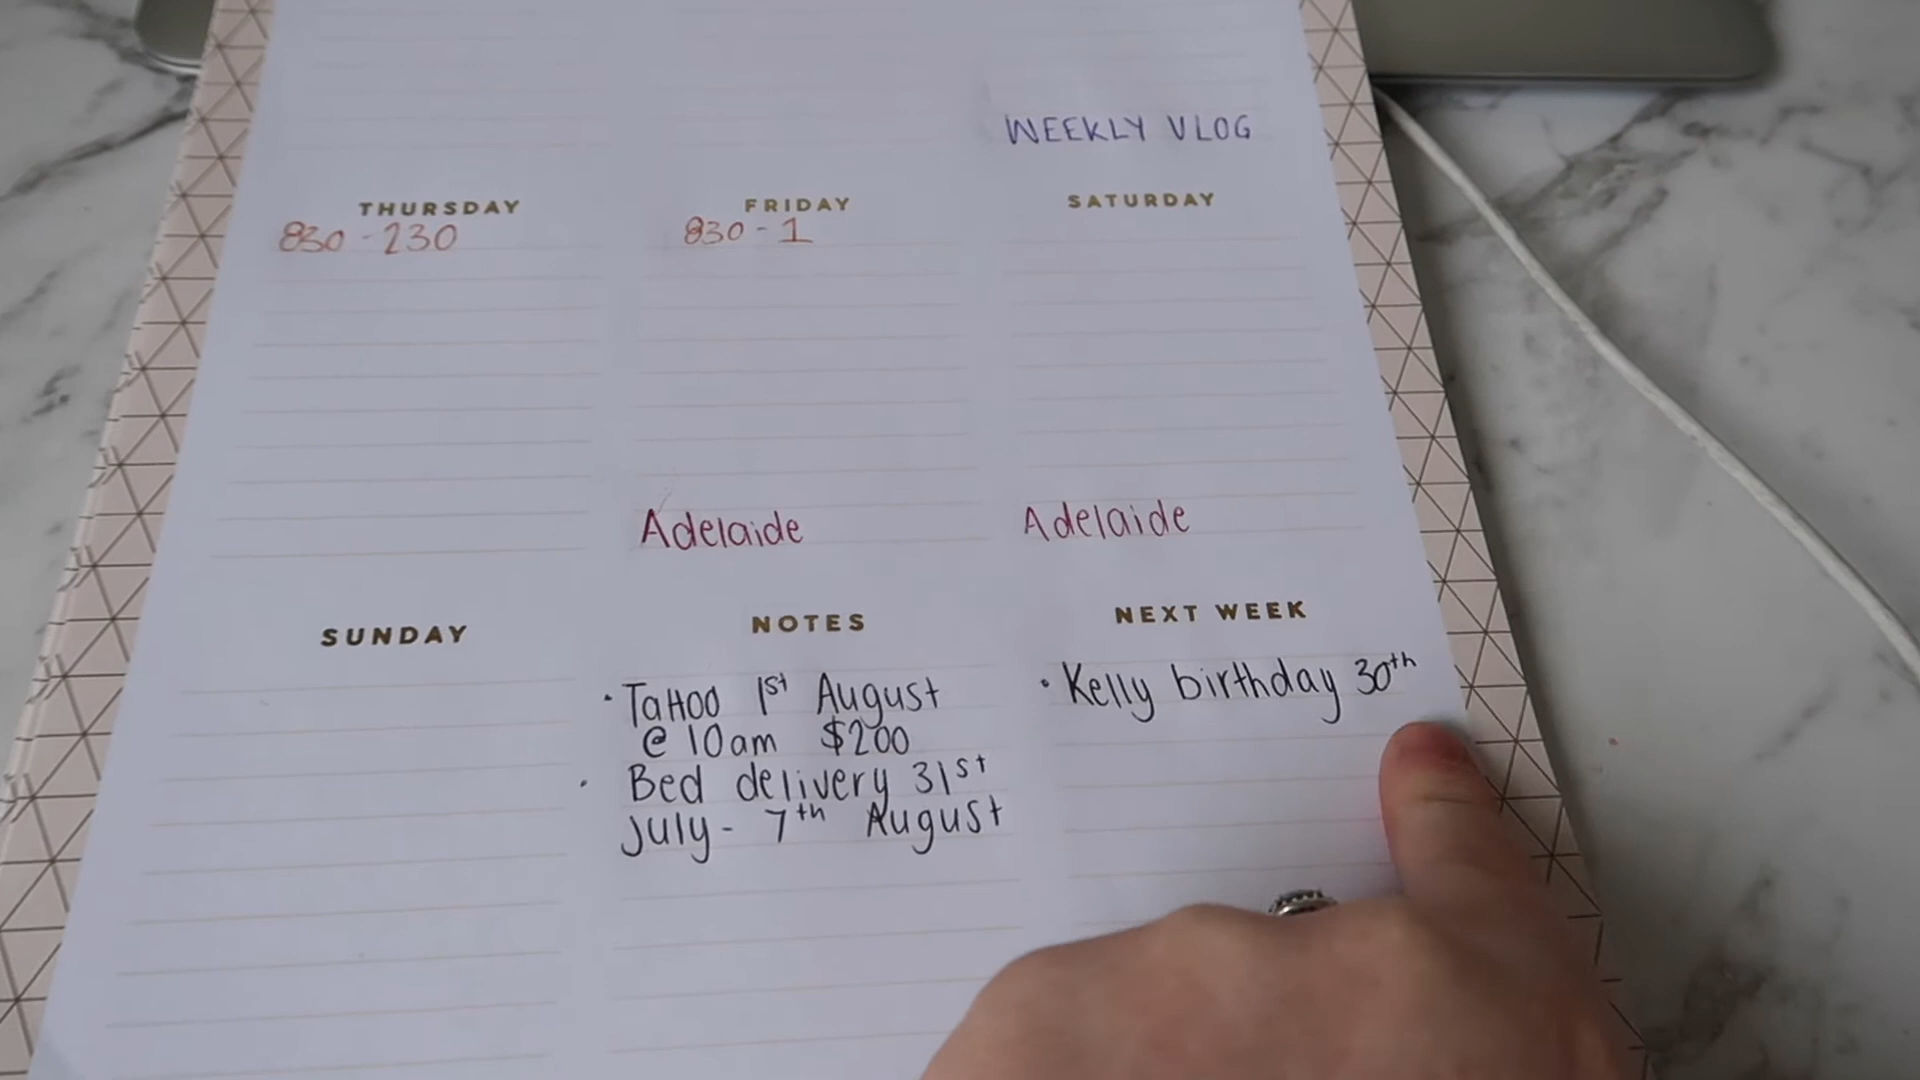 WEEKLY VLOG
THURSDAY
830 - 230
FRIDAY
830 - 1
SATURDAY
Adelaide
Adelaide
SUNDAY
NOTES
• Tattoo 1st August
@ 10am $200
• Bed delivery 31st
July - 7th August
NEXT WEEK
• Kelly birthday 30th